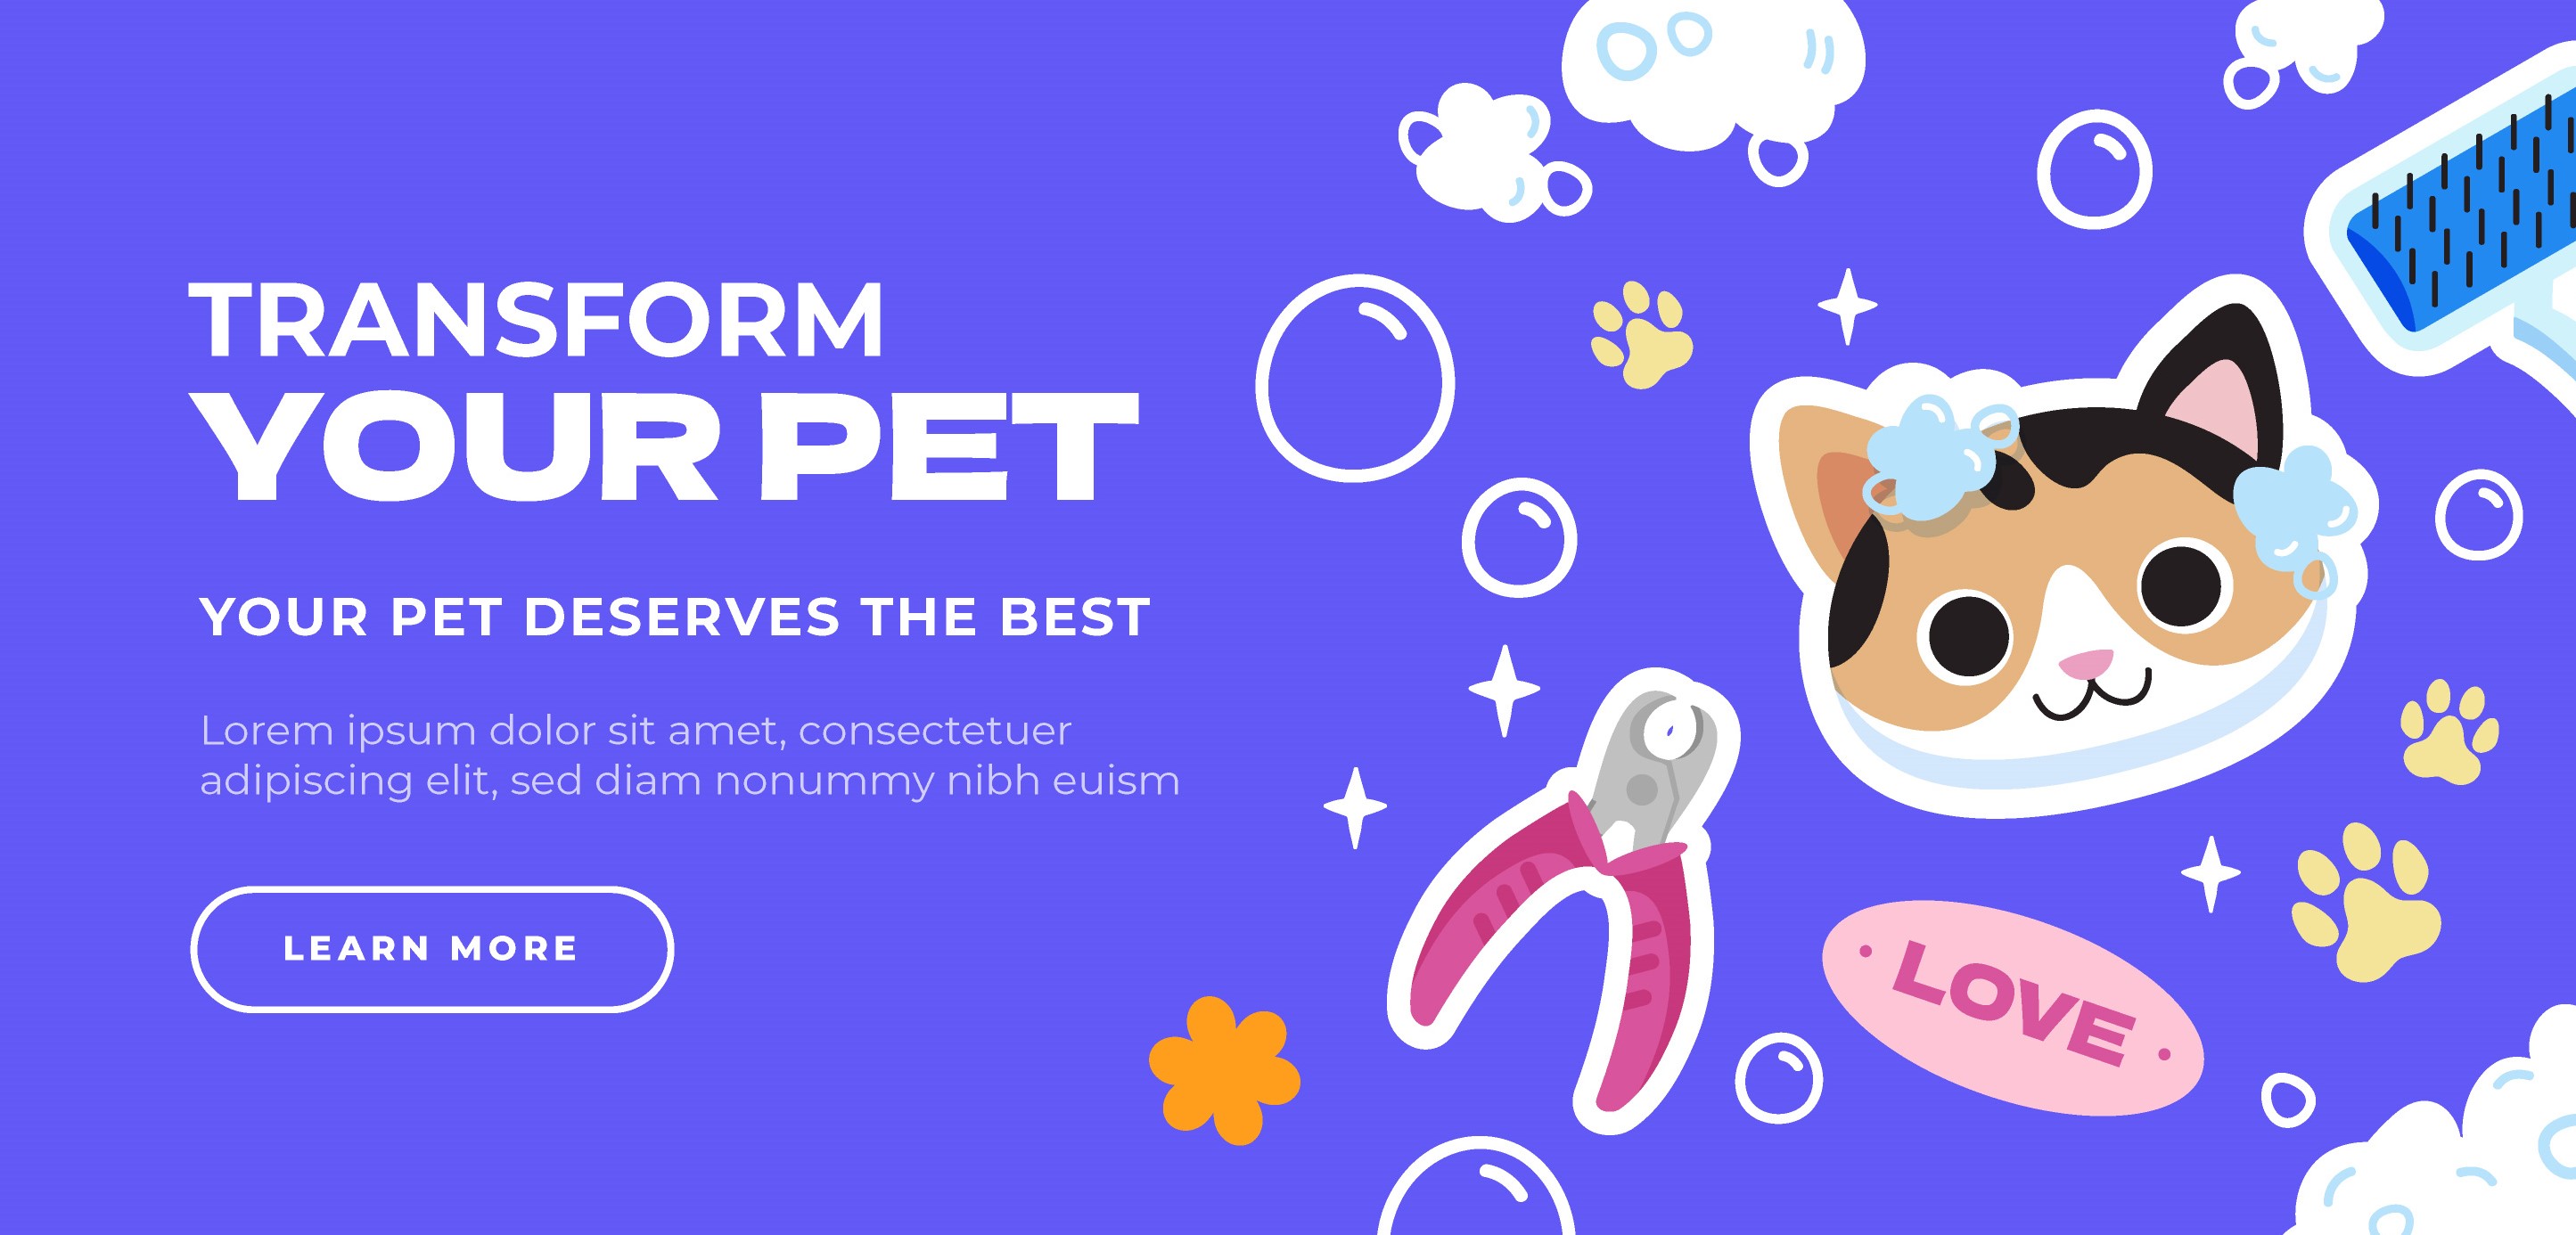 TRANSFORM
YOUR PET
YOUR PET DESERVES THE BEST
Lorem ipsum dolor sit amet, consectetuer
adipiscing elit, sed diam nonummy nibh euism
LEARN MORE
• LOVE •